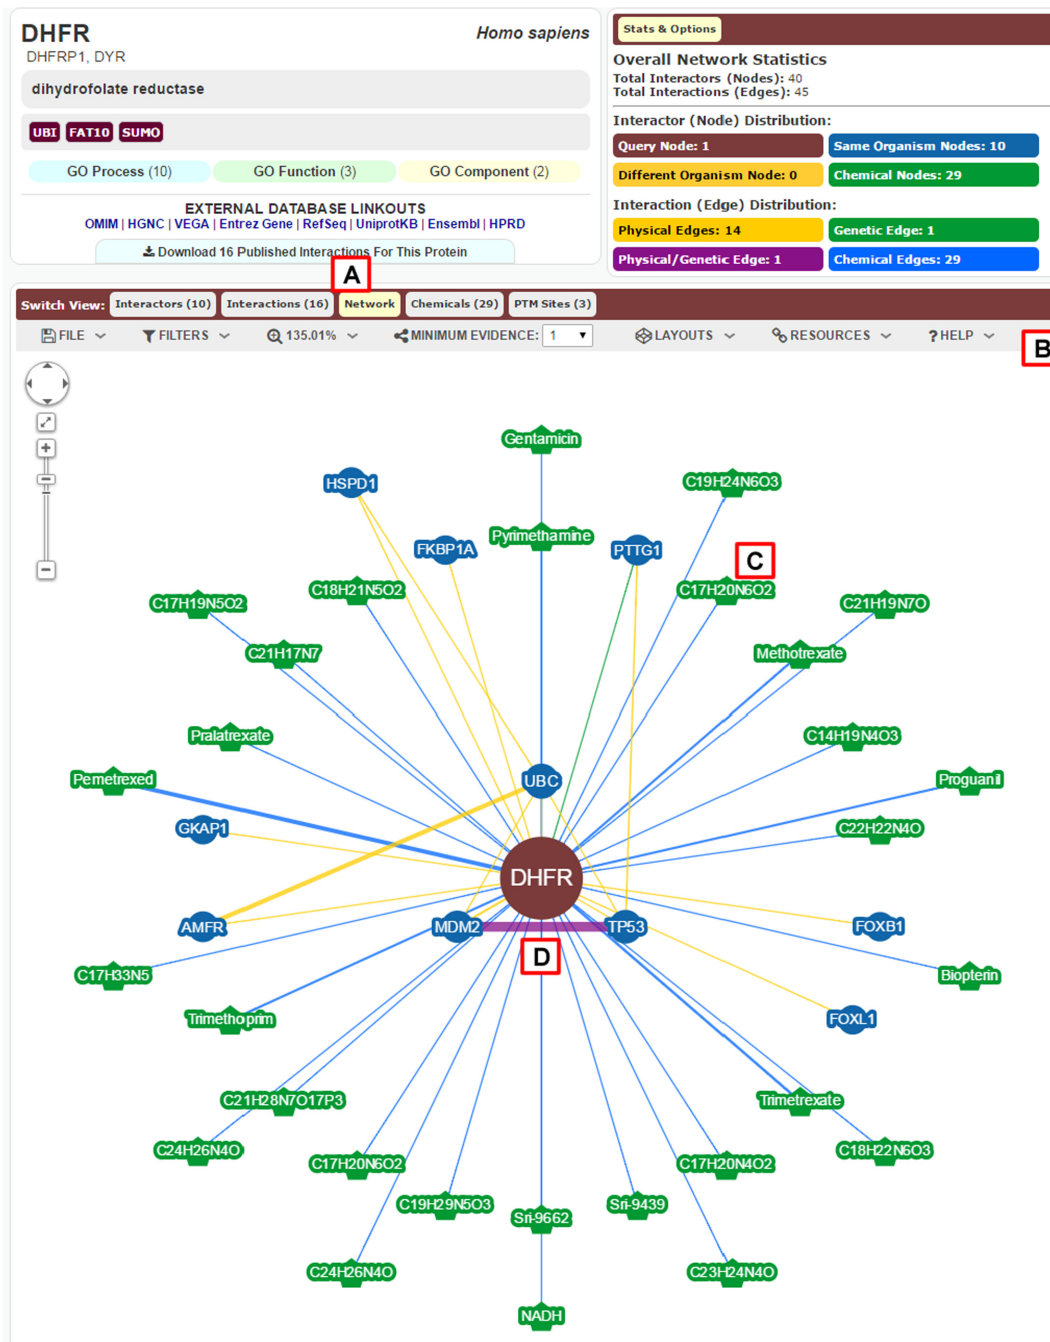 DHFR
Homo sapiens
DHFRP1, DYR
dihydrofolate reductase
UBI FAT10 SUMO
GO Process (10) GO Function (3) GO Component (2)
EXTERNAL DATABASE LINKOUTS
OMIM | HGNC | VEGA | Entrez Gene | RefSeq | UniprotKB | Ensembl | HPRD
Download 16 Published Interactions For This Protein
Stats & Options
Overall Network Statistics
Total Interactors (Nodes): 40
Total Interactions (Edges): 45
Interactor (Node) Distribution:
Query Node: 1 Same Organism Nodes: 10
Different Organism Node: 0 Chemical Nodes: 29
Interaction (Edge) Distribution:
Physical Edges: 14 Genetic Edge: 1
Physical/Genetic Edge: 1 Chemical Edges: 29
A
Switch View: Interactors (10) Interactions (16) Network Chemicals (29) PTM Sites (3)
FILE FILTERS 135.01% MINIMUM EVIDENCE: 1 LAYOUTS RESOURCES ? HELP
B
Gentamicin
HSPD1 C19H24N6O3
FKBP1A Pyrimethamine PTTG1
C
C18H21N5O2 C17H20N6O2
C17H19N5O2 C21H19N7O
C21H17N7 Methotrexate
Pralatrexate C14H19N4O3
Pemetrexed UBC Proguanil
GKAP1 C22H22N4O
DHFR
AMFR MDM2 TP53 FOXB1
D
C17H33N5 Biopterin
Trimethoprim FOXL1
C21H28N7O17P3 Trimetrexate
C24H26N4O C18H22N6O3
C17H20N6O2 C17H20N4O2
C19H29N5O3 Sri-9662 Sri-9439
C24H26N4O C23H24N4O
NADH